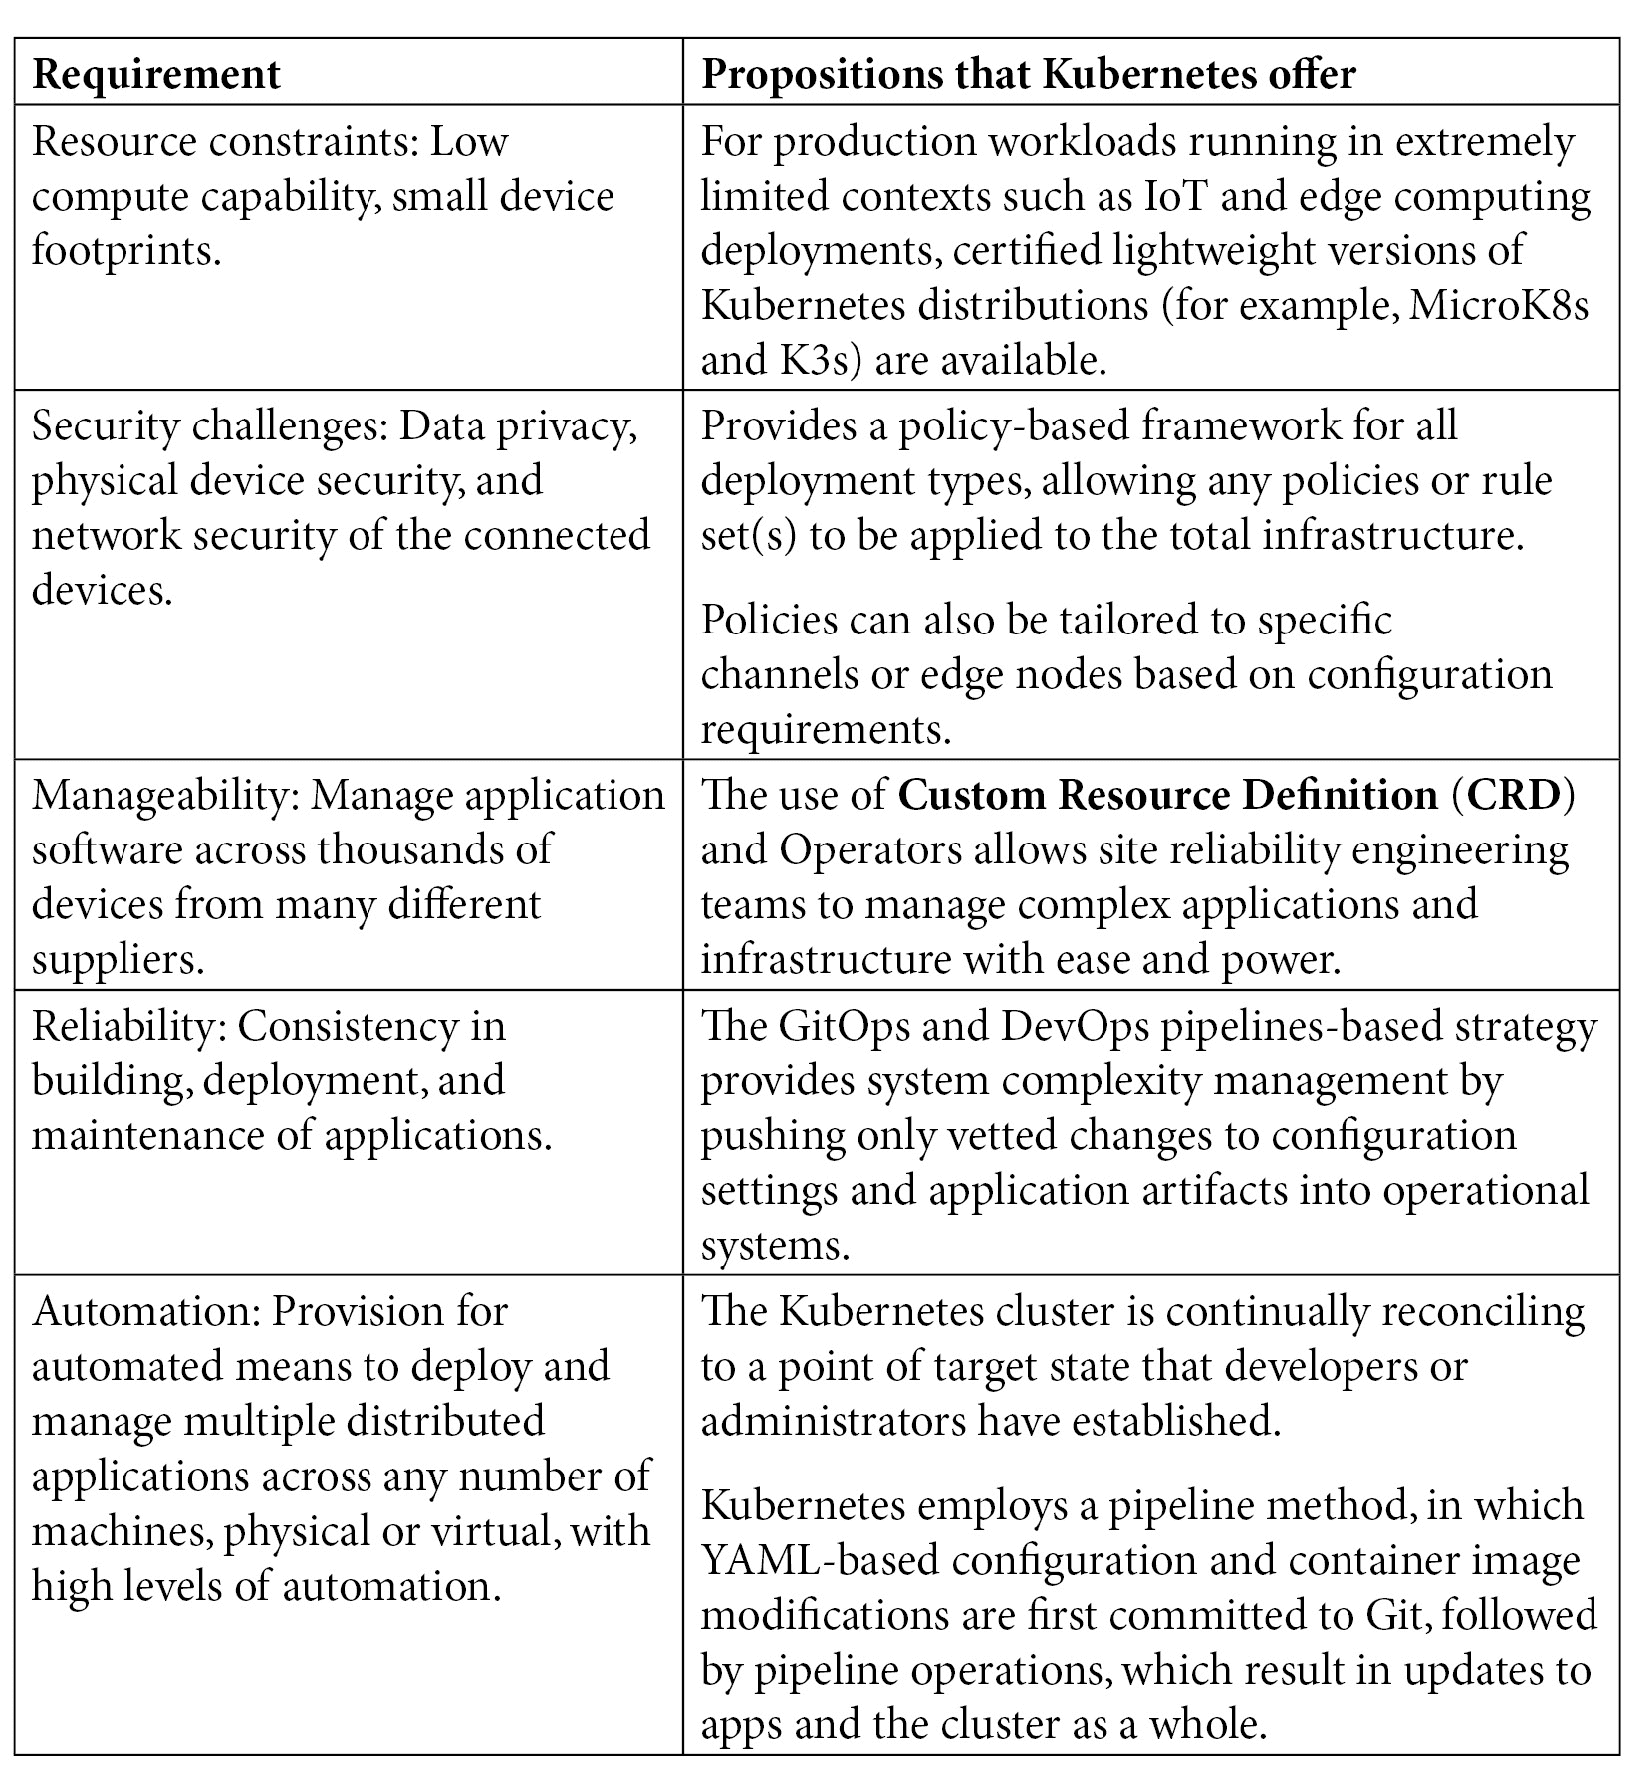 Requirement
Propositions that Kubernetes offer
Resource constraints: Low
compute capability, small device
footprints.
For production workloads running in extremely
limited contexts such as IoT and edge computing
deployments, certified lightweight versions of
Kubernetes distributions (for example, MicroK8s
and K3s) are available.
Security challenges: Data privacy,
physical device security, and
network security of the connected
devices.
Provides a policy-based framework for all
deployment types, allowing any policies or rule
set(s) to be applied to the total infrastructure.
Policies can also be tailored to specific
channels or edge nodes based on configuration
requirements.
Manageability: Manage application
software across thousands of
devices from many different
suppliers.
The use of Custom Resource Definition (CRD)
and Operators allows site reliability engineering
teams to manage complex applications and
infrastructure with ease and power.
Reliability: Consistency in
building, deployment, and
maintenance of applications.
The GitOps and DevOps pipelines-based strategy
provides system complexity management by
pushing only vetted changes to configuration
settings and application artifacts into operational
systems.
Automation: Provision for
automated means to deploy and
manage multiple distributed
applications across any number of
machines, physical or virtual, with
high levels of automation.
The Kubernetes cluster is continually reconciling
to a point of target state that developers or
administrators have established.
Kubernetes employs a pipeline method, in which
YAML-based configuration and container image
modifications are first committed to Git, followed
by pipeline operations, which result in updates to
apps and the cluster as a whole.